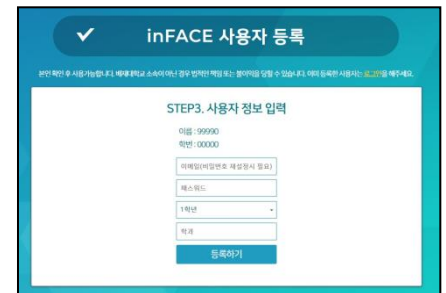 inFACE 사용자 등록
본인 확인 후 사용가능합니다. 배재대학교 소속이 아닌 경우 법적인 책임 또는 불이익을 당할 수 있습니다. 이미 등록한 사용자는 로그인을 해주세요.
STEP3. 사용자 정보 입력
이름 : 99990
학번 : 00000
이메일(비밀번호 재설정시 필요)
패스워드
1학년
학과
등록하기